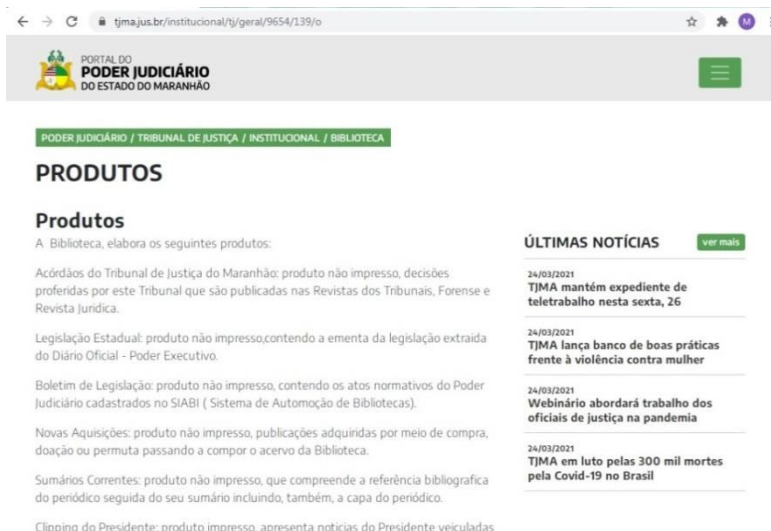 tjma.jus.br/institucional/tj/geral/9654/139/o
M
PORTAL DO
PODER JUDICIÁRIO
DO ESTADO DO MARANHÃO
PODER JUDICIÁRIO / TRIBUNAL DE JUSTIÇA / INSTITUCIONAL / BIBLIOTECA
PRODUTOS
Produtos
A Biblioteca, elabora os seguintes produtos:
Acórdãos do Tribunal de Justiça do Maranhão: produto não impresso, decisões
proferidas por este Tribunal que são publicadas nas Revistas dos Tribunais, Forense e
Revista Juridica.
Legislação Estadual: produto não impresso,contendo a ementa da legislação extraida
do Diário Oficial - Poder Executivo.
Boletim de Legislação: produto não impresso, contendo os atos normativos do Poder
Judiciário cadastrados no SIABI ( Sistema de Automoção de Bibliotecas).
Novas Aquisições: produto não impresso, publicações adquiridas por meio de compra,
doação ou permuta passando a compor o acervo da Biblioteca.
Sumários Correntes: produto não impresso, que compreende a referência bibliografica
do periódico seguida do seu sumário incluindo, também, a capa do periódico.
Clipping do Presidente: produto impresso, apresenta noticias do Presidente veiculadas
ÚLTIMAS NOTÍCIAS
ver mais
24/03/2021
TJMA mantém expediente de
teletrabalho nesta sexta, 26
24/03/2021
TJMA lança banco de boas práticas
frente à violência contra mulher
24/03/2021
Webinário abordará trabalho dos
oficiais de justiça na pandemia
24/03/2021
TJMA em luto pelas 300 mil mortes
pela Covid-19 no Brasil